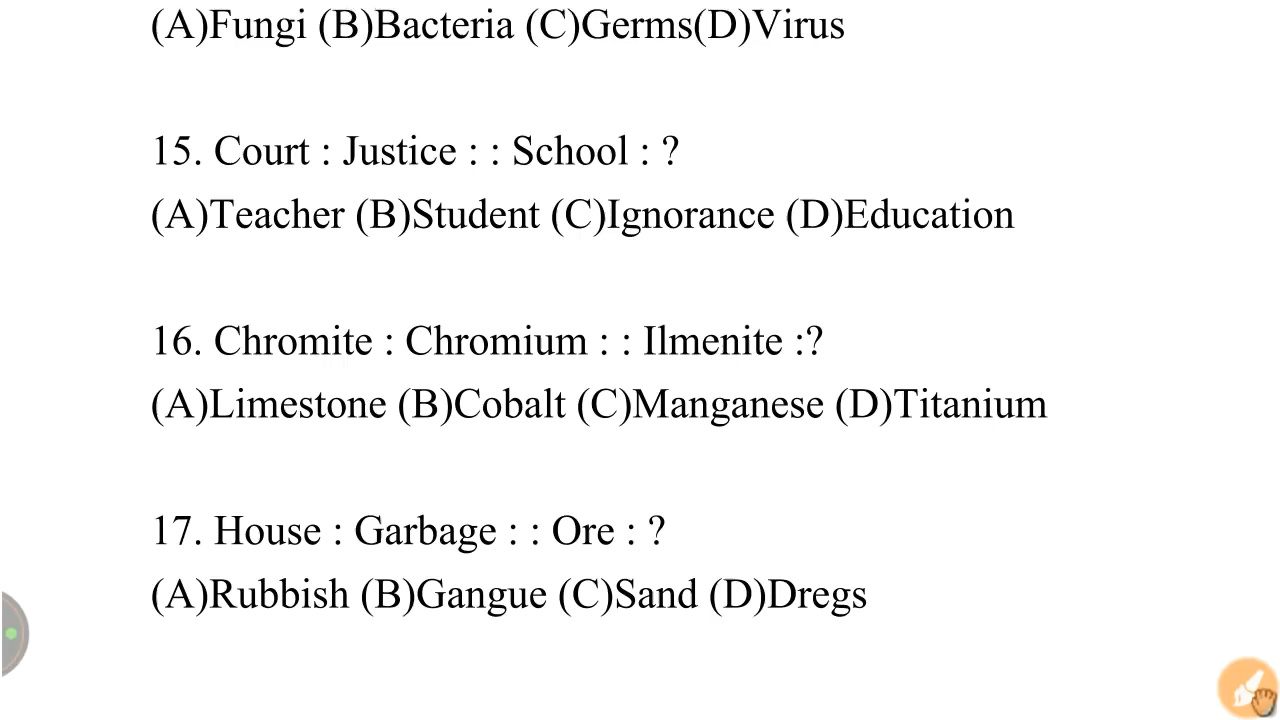 (A)Fungi (B)Bacteria (C)Germs(D)Virus
15. Court : Justice : : School : ?
(A)Teacher (B)Student (C)Ignorance (D)Education
16. Chromite : Chromium : : Ilmenite :?
(A)Limestone (B)Cobalt (C)Manganese (D)Titanium
17. House : Garbage : : Ore : ?
(A)Rubbish (B)Gangue (C)Sand (D)Dregs